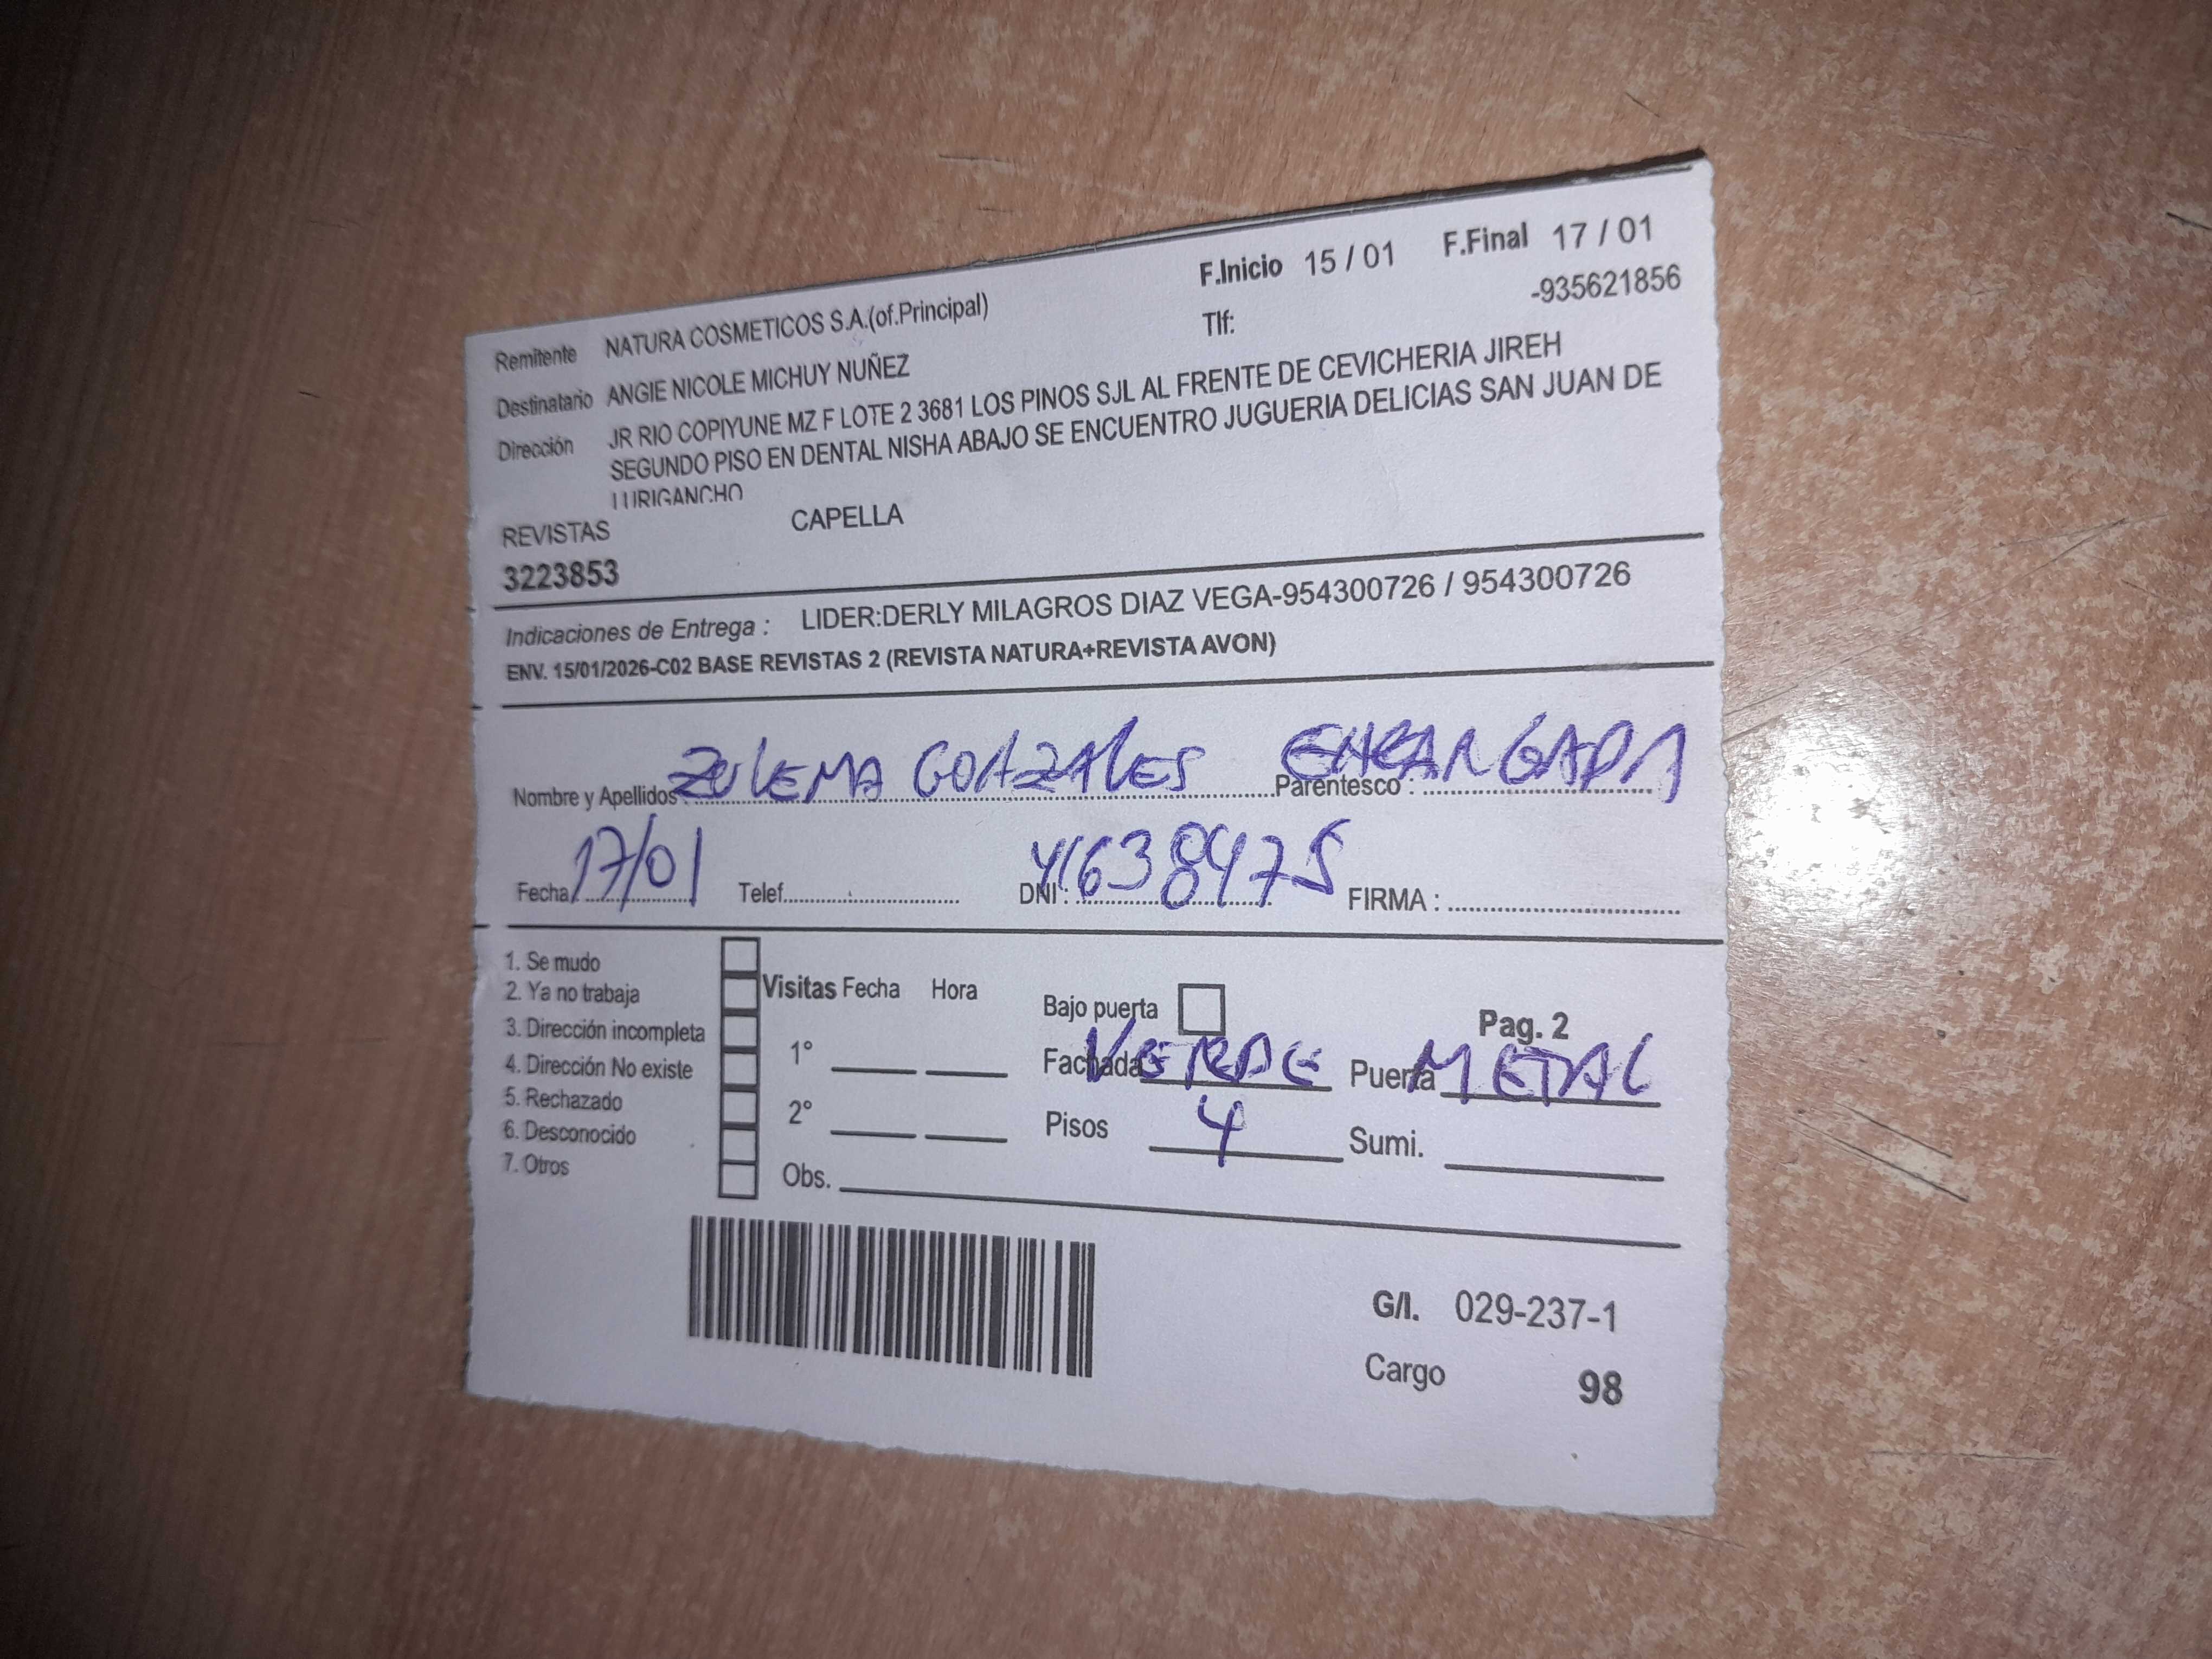 F.Inicio 15 / 01 F.Final 17 / 01
Remitente NATURA COSMETICOS S.A.(of.Principal) Tlf: -935621856
Destinatario ANGIE NICOLE MICHUY NUÑEZ
Dirección JR RIO COPIYUNE MZ F LOTE 2 3681 LOS PINOS SJL AL FRENTE DE CEVICHERIA JIREH
SEGUNDO PISO EN DENTAL NISHA ABAJO SE ENCUENTRO JUGUERIA DELICIAS SAN JUAN DE
LURIGANCHO
REVISTAS CAPELLA
3223853
Indicaciones de Entrega : LIDER:DERLY MILAGROS DIAZ VEGA-954300726 / 954300726
ENV. 15/01/2026-C02 BASE REVISTAS 2 (REVISTA NATURA+REVISTA AVON)
Nombre y Apellidos : ZULEMA GONZALES Parentesco : ENCARGADA
Fecha 17/01 Telef. DNI : 41638475 FIRMA :
1. Se mudo
2. Ya no trabaja
3. Dirección incompleta
4. Dirección No existe
5. Rechazado
6. Desconocido
7. Otros
Visitas Fecha Hora
1°
2°
Obs.
Bajo puerta Pag. 2
Fachada VERDE Puerta METAL
Pisos 4 Sumi.
G/I. 029-237-1
Cargo 98